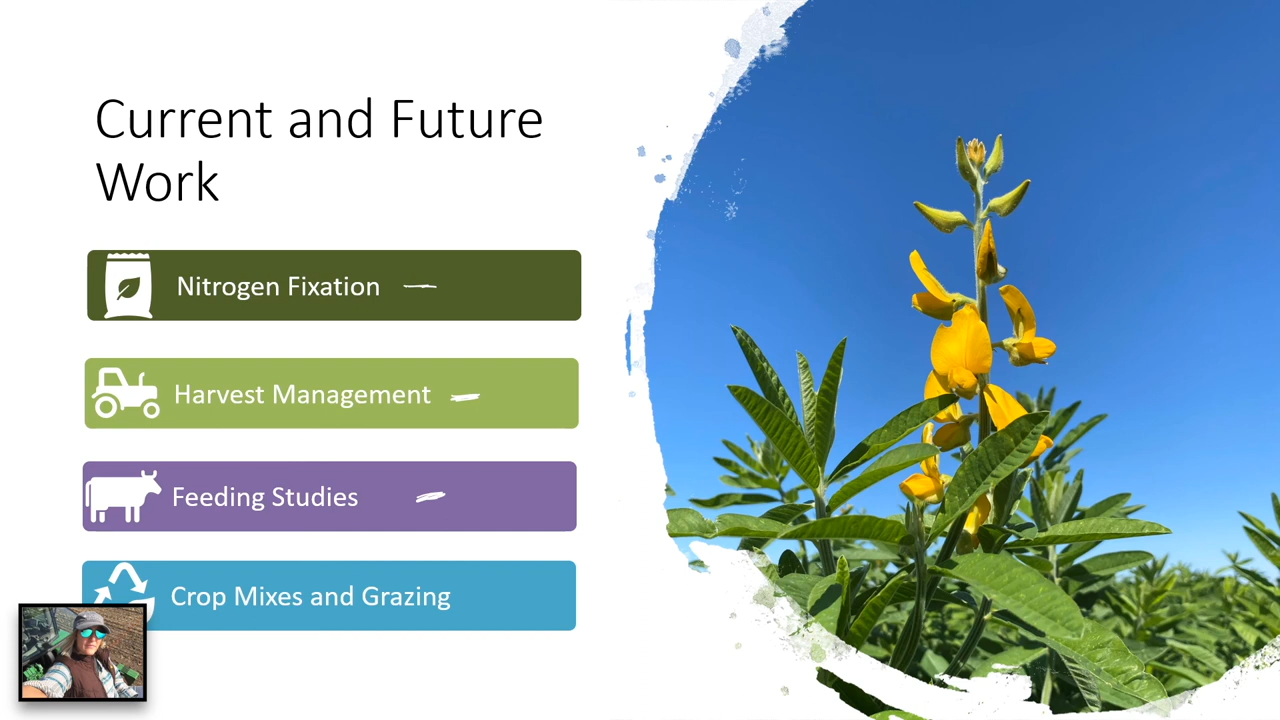 Current and Future
Work
Nitrogen Fixation
Harvest Management
Feeding Studies
Crop Mixes and Grazing